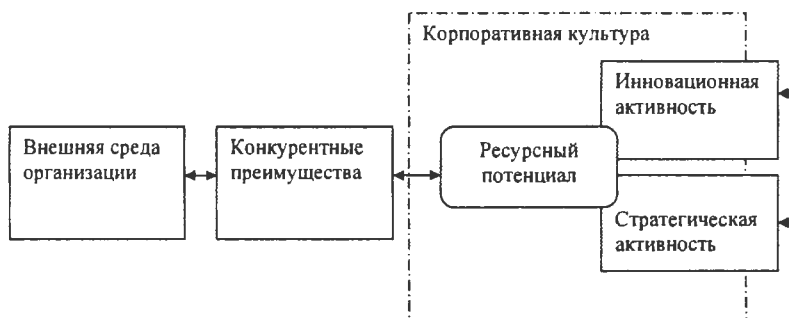 Корпоративная культура
Инновационная
активность
Внешняя среда
организации
Конкурентные
преимущества
Ресурсный
потенциал
Стратегическая
активность